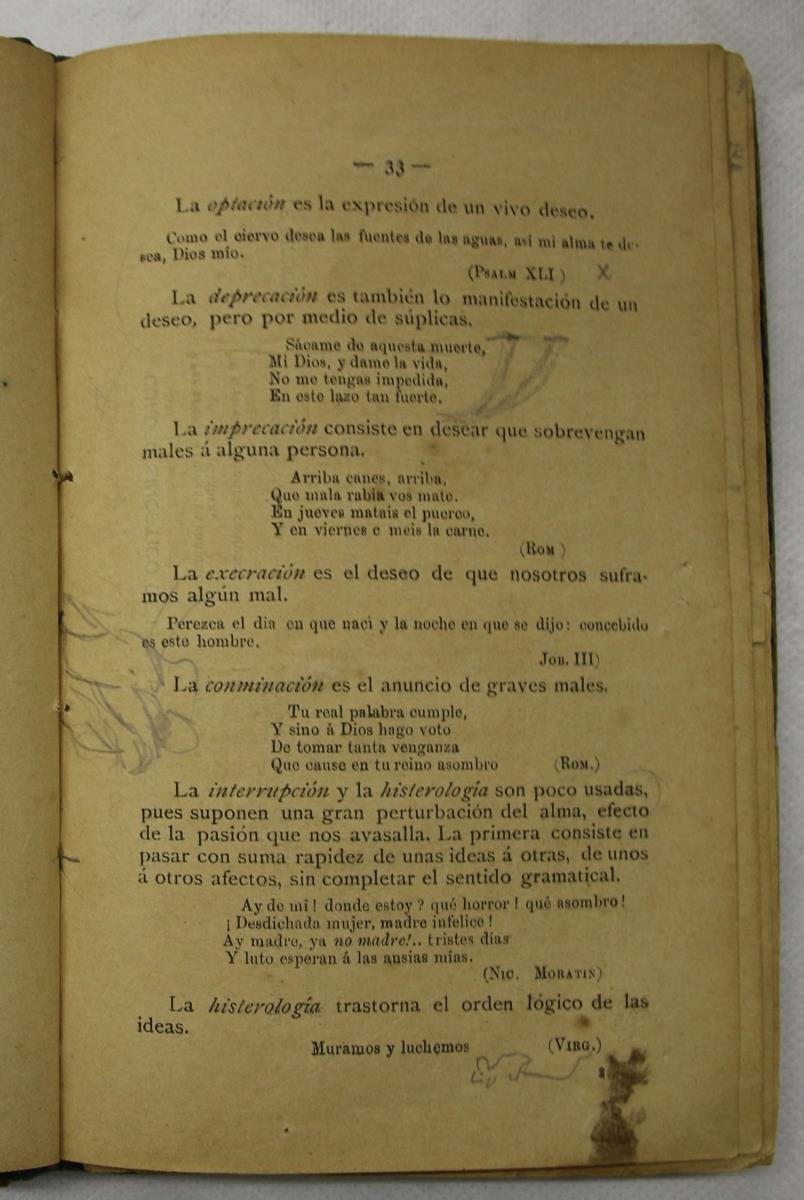 — 33 —
La optación es la expresión de un vivo deseo.
Como el ciervo desea las fuentes de las aguas, así mi alma te de-
sea, Dios mío.
(PSALM XLI) X
La deprecación es también lo manifestación de un
deseo, pero por medio de súplicas.
Sácame de aquesta muerte,
Mi Dios, y dame la vida,
No me tengas impedida,
En este lazo tan fuerte.
La imprecación consiste en desear que sobrevengan
males á alguna persona.
Arriba canes, arriba,
Que mala rabia vos mate.
En jueves matais el puerco,
Y en viernes c meis la carne.
(ROM )
La execración es el deseo de que nosotros sufra-
mos algún mal.
Perezca el dia en que naci y la noche en que se dijo: concebido
es este hombre.
JOB. III)
La conminación es el anuncio de graves males.
Tu real palabra cumple,
Y sino á Dios hago voto
De tomar tanta venganza
Que cause en tu reino asombro (ROM.)
La interrupción y la histerología son poco usadas,
pues suponen una gran perturbación del alma, efecto
de la pasión que nos avasalla. La primera consiste en
pasar con suma rapidez de unas ideas á otras, de unos
á otros afectos, sin completar el sentido gramatical.
Ay de mi! donde estoy? qué horror! qué asombro!
¡Desdichada mujer, madre infelice!
Ay madre, ya no madre!.. tristes dias
Y luto esperan á las ausias mías.
(NIC. MORATIN)
La histerología trastorna el orden lógico de las
ideas.
Muramos y luchemos (VIRG.)